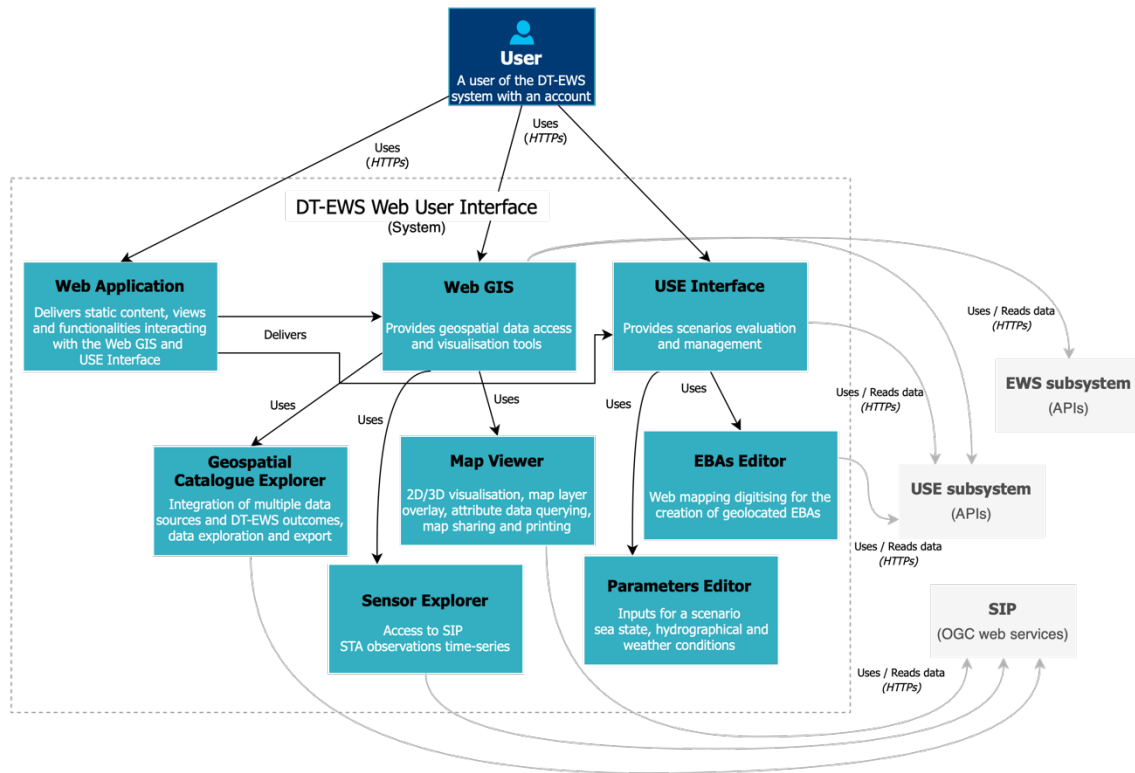 User
A user of the DT-EWS
system with an account
Uses
(HTTPs)
Uses
(HTTPs)
Uses
(HTTPs)
DT-EWS Web User Interface
(System)
Web Application
Delivers static content, views
and functionalities interacting
with the Web GIS and
USE Interface
Web GIS
Provides geospatial data access
and visualisation tools
USE Interface
Provides scenarios evaluation
and management
Delivers
Uses / Reads data
(HTTPs)
EWS subsystem
(APIs)
Uses
Uses
Uses
Uses
Uses
Uses / Reads data
(HTTPs)
Geospatial
Catalogue Explorer
Integration of multiple data
sources and DT-EWS outcomes,
data exploration and export
Map Viewer
2D/3D visualisation, map layer
overlay, attribute data querying,
map sharing and printing
EBAs Editor
Web mapping digitising for the
creation of geolocated EBAs
USE subsystem
(APIs)
Uses / Reads data
(HTTPs)
Sensor Explorer
Access to SIP
STA observations time-series
Parameters Editor
Inputs for a scenario
sea state, hydrographical and
weather conditions
SIP
(OGC web services)
Uses / Reads data
(HTTPs)